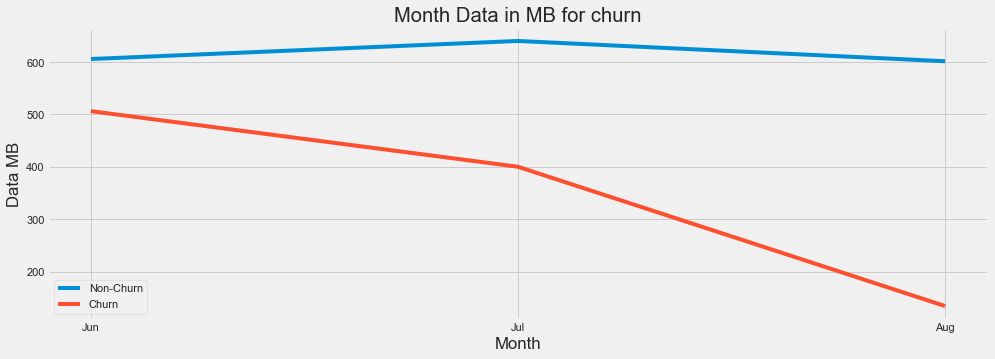 Month Data in MB for churn
600
500
400
300
200
Data MB
Non-Churn
Churn
Jun
Jul
Aug
Month